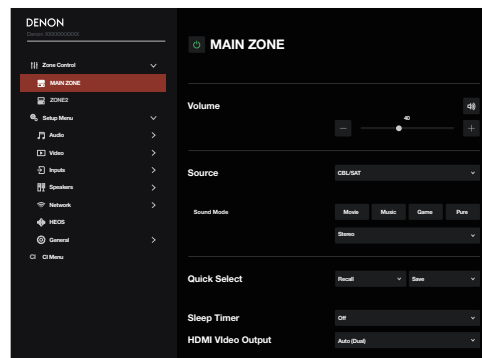 DENON
Denon
Zone Control
MAIN ZONE
ZONE2
Setup Menu
Audio
Video
Inputs
Speakers
Network
HEOS
General
CI CI Menu
MAIN ZONE
Volume
40
Source CBL/SAT
Sound Mode Movie Music Game Pure
Stereo
Quick Select Recall Save
Sleep Timer Off
HDMI Video Output Auto (Dual)